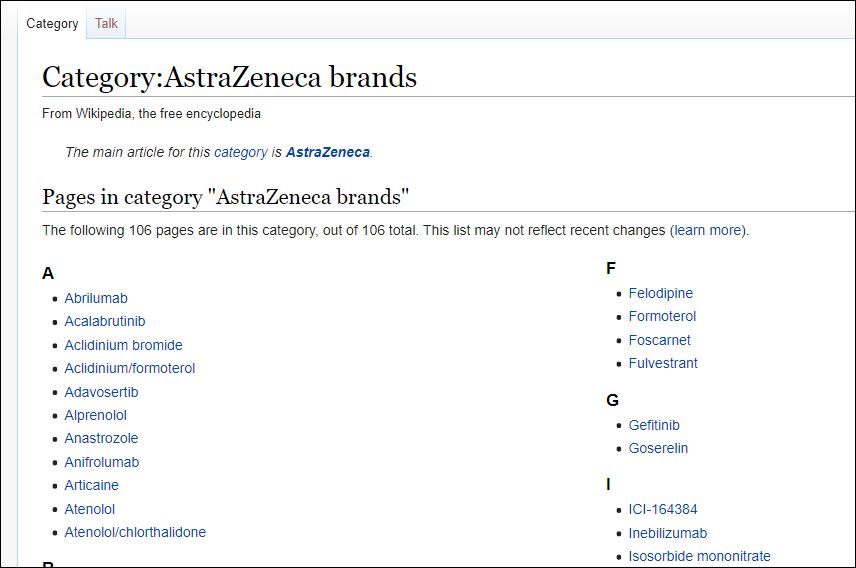 Category
Talk
Category:AstraZeneca brands
From Wikipedia, the free encyclopedia
The main article for this category is AstraZeneca.
Pages in category "AstraZeneca brands"
The following 106 pages are in this category, out of 106 total. This list may not reflect recent changes (learn more).
A
Abrilumab
Acalabrutinib
Aclidinium bromide
Aclidinium/formoterol
Adavosertib
Alprenolol
Anastrozole
Anifrolumab
Articaine
Atenolol
Atenolol/chlorthalidone
F
Felodipine
Formoterol
Foscarnet
Fulvestrant
G
Gefitinib
Goserelin
I
ICI-164384
Inebilizumab
Isosorbide mononitrate